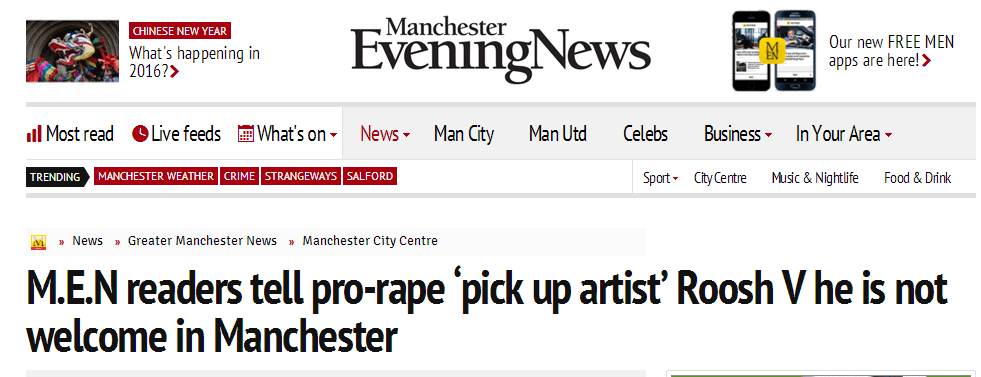 CHINESE NEW YEAR
What's happening in
2016?
Manchester
EveningNews
MEN
Our new FREE MEN
apps are here!
Most read
Live feeds
What's on
News
Man City
Man Utd
Celebs
Business
In Your Area
TRENDING
MANCHESTER WEATHER
CRIME
STRANGEWAYS
SALFORD
Sport
City Centre
Music & Nightlife
Food & Drink
» News » Greater Manchester News » Manchester City Centre
M.E.N readers tell pro-rape ‘pick up artist’ Roosh V he is not
welcome in Manchester